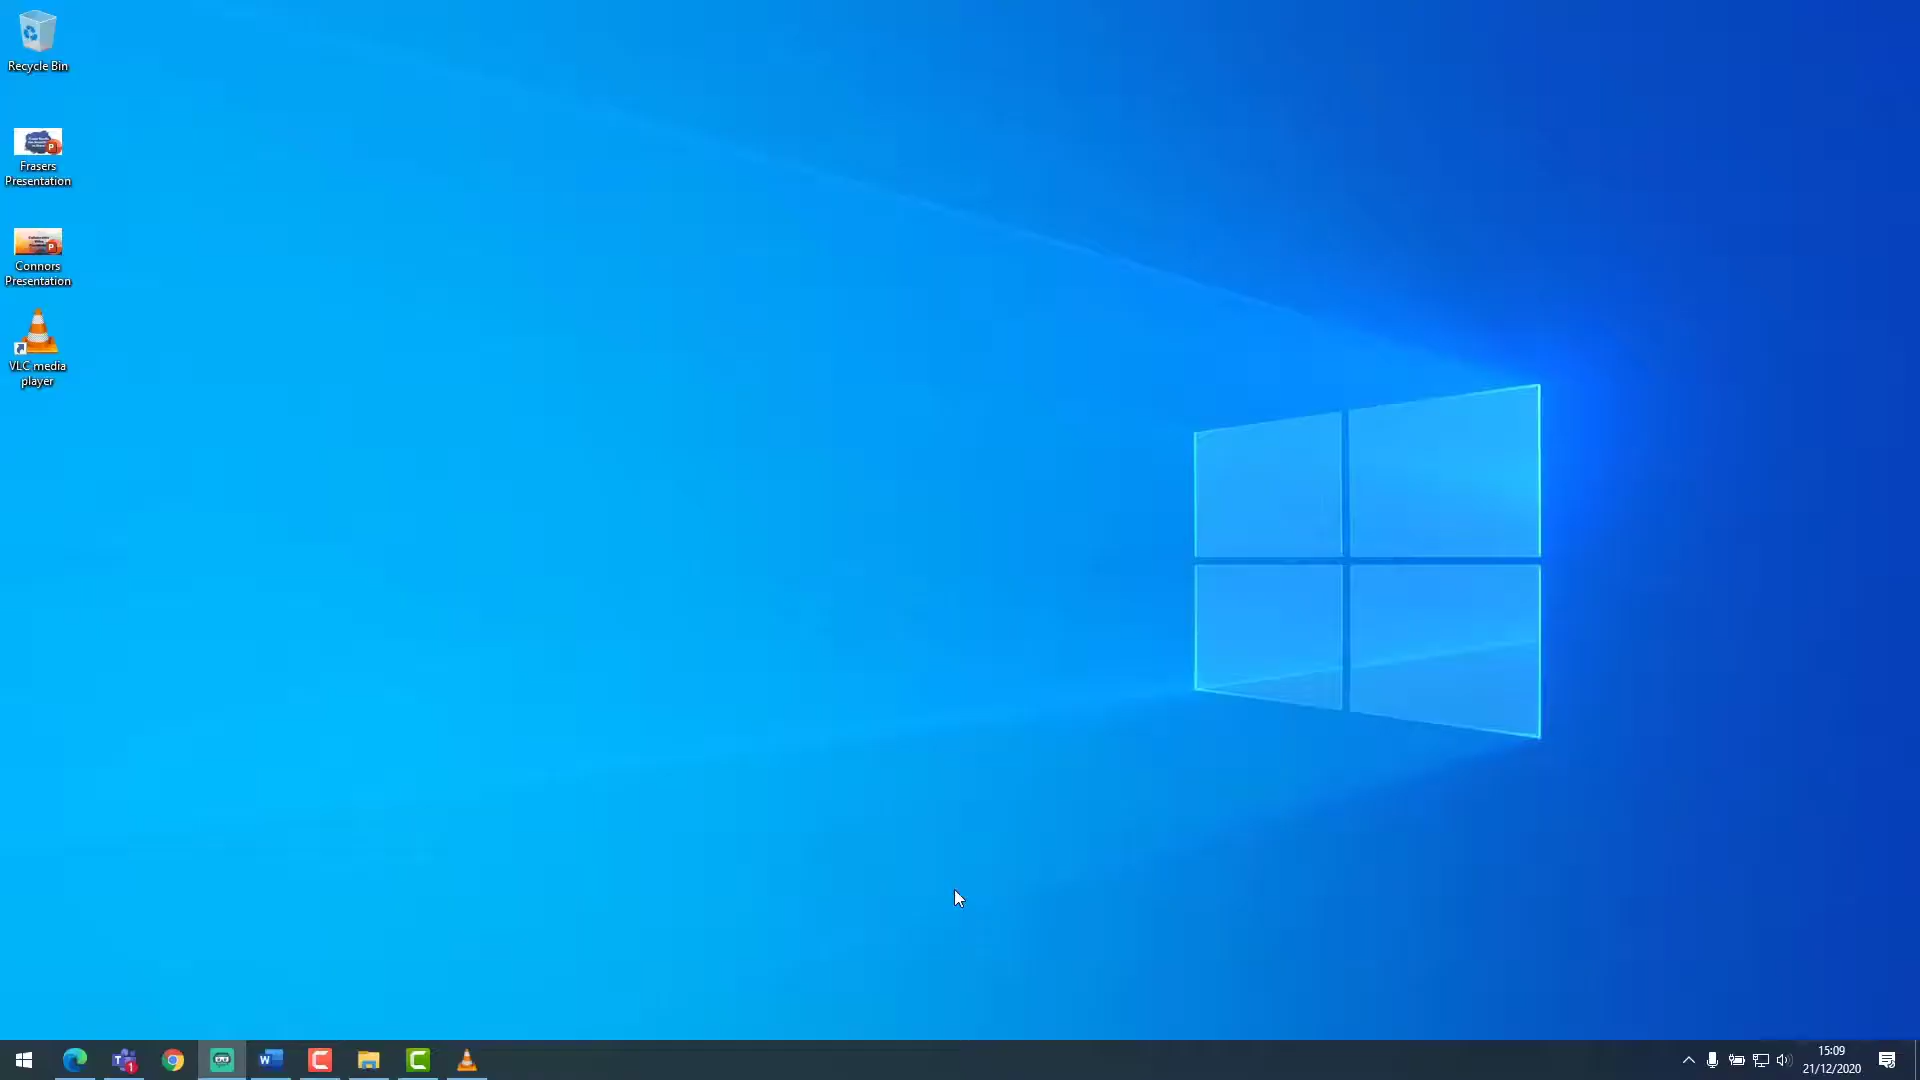 Recycle Bin
Frasers
Presentation
Connors
Presentation
VLC media
player
15:09
21/12/2020